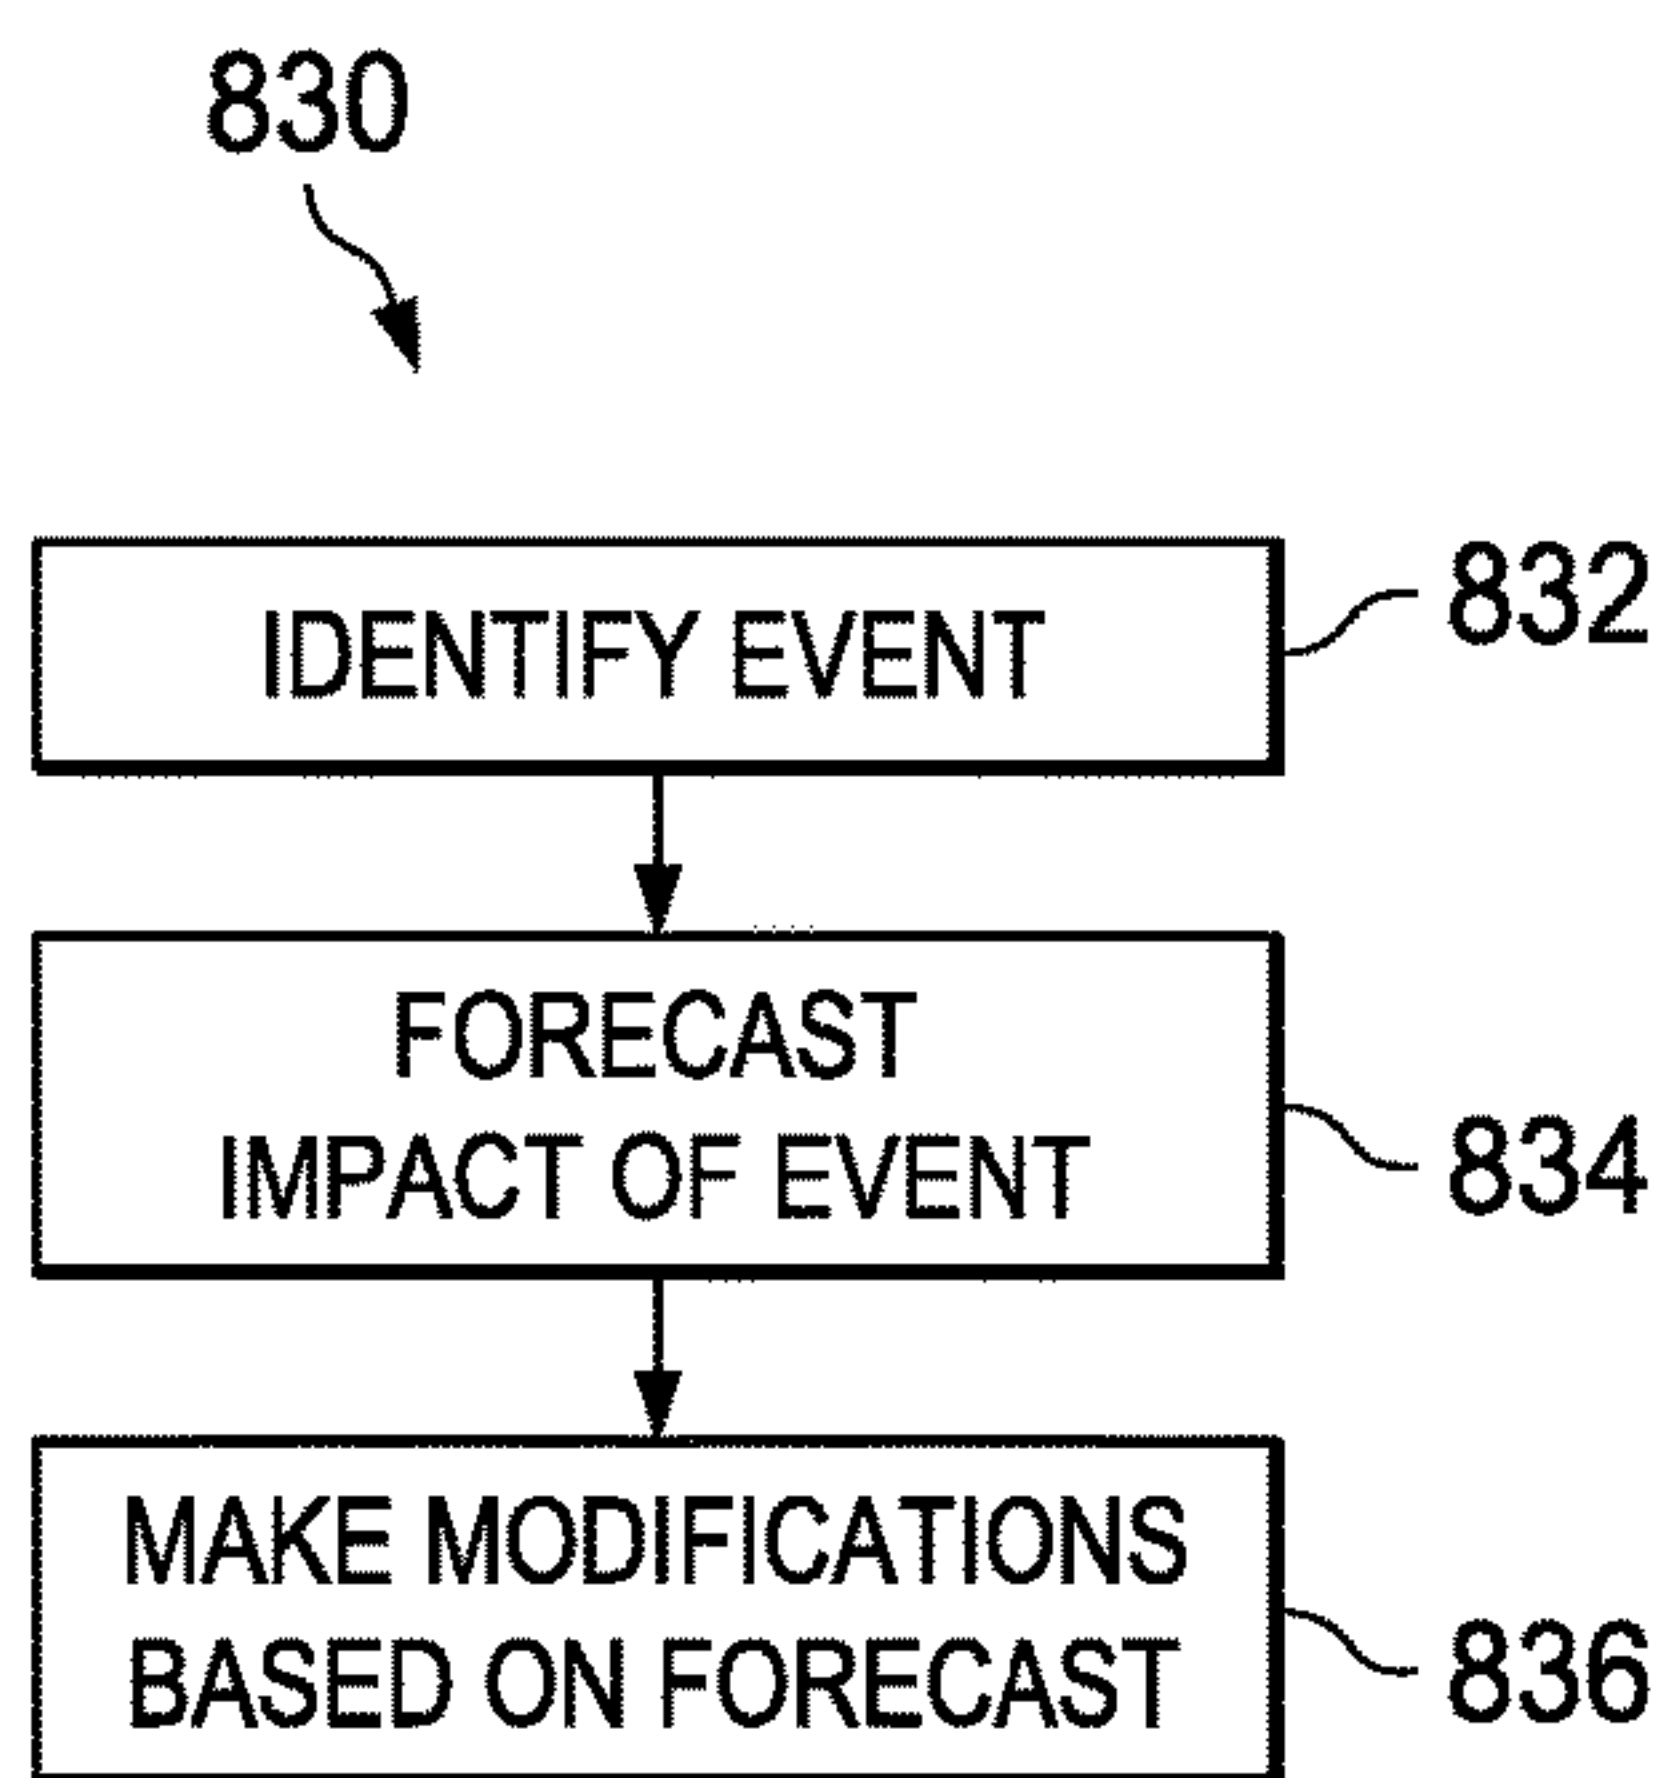 830
IDENTIFY EVENT
832
FORECAST
IMPACT OF EVENT
834
MAKE MODIFICATIONS
BASED ON FORECAST
836